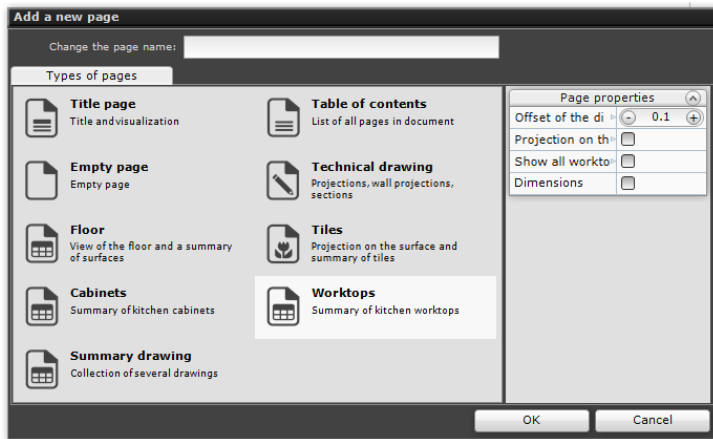 Add a new page
Change the page name:
Types of pages
Title page
Title and visualization
Table of contents
List of all pages in document
Empty page
Empty page
Technical drawing
Projections, wall projections,
sections
Floor
View of the floor and a summary
of surfaces
Tiles
Projection on the surface and
summary of tiles
Cabinets
Summary of kitchen cabinets
Worktops
Summary of kitchen worktops
Summary drawing
Collection of several drawings
Page properties
Offset of the di - 0.1 +
Projection on th
Show all workto
Dimensions
OK
Cancel